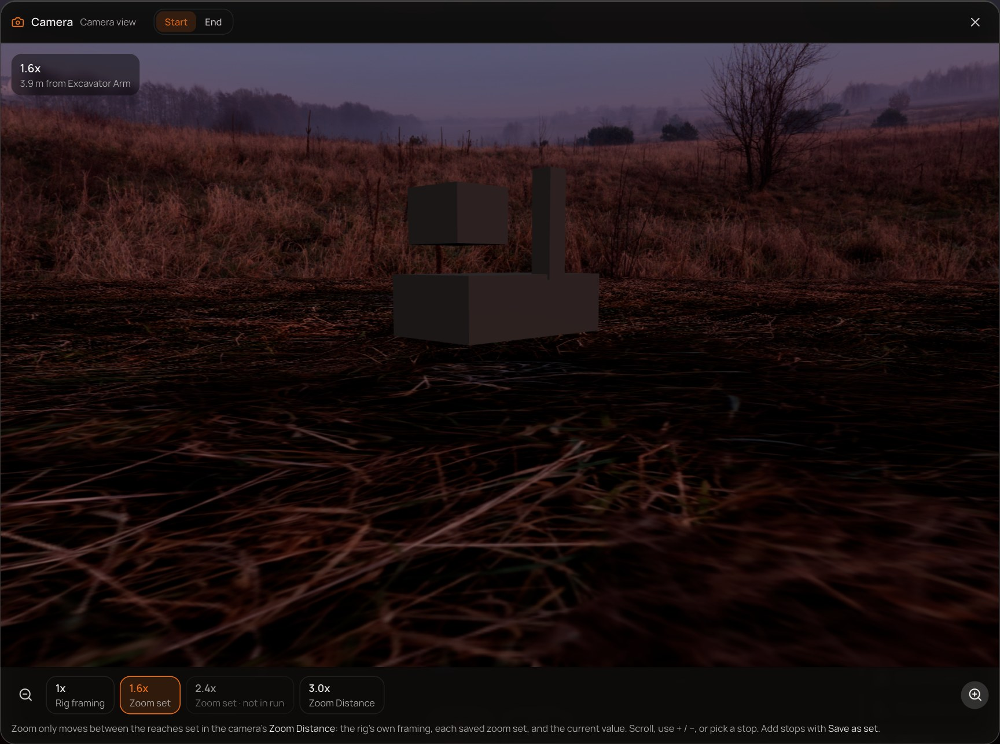 Camera Camera view Start End
1.6x
3.9 m from Excavator Arm
1x
Rig framing
1.6x
Zoom set
2.4x
Zoom set · not in run
3.0x
Zoom Distance
Zoom only moves between the reaches set in the camera's Zoom Distance: the rig's own framing, each saved zoom set, and the current value. Scroll, use + / −, or pick a stop. Add stops with Save as set.